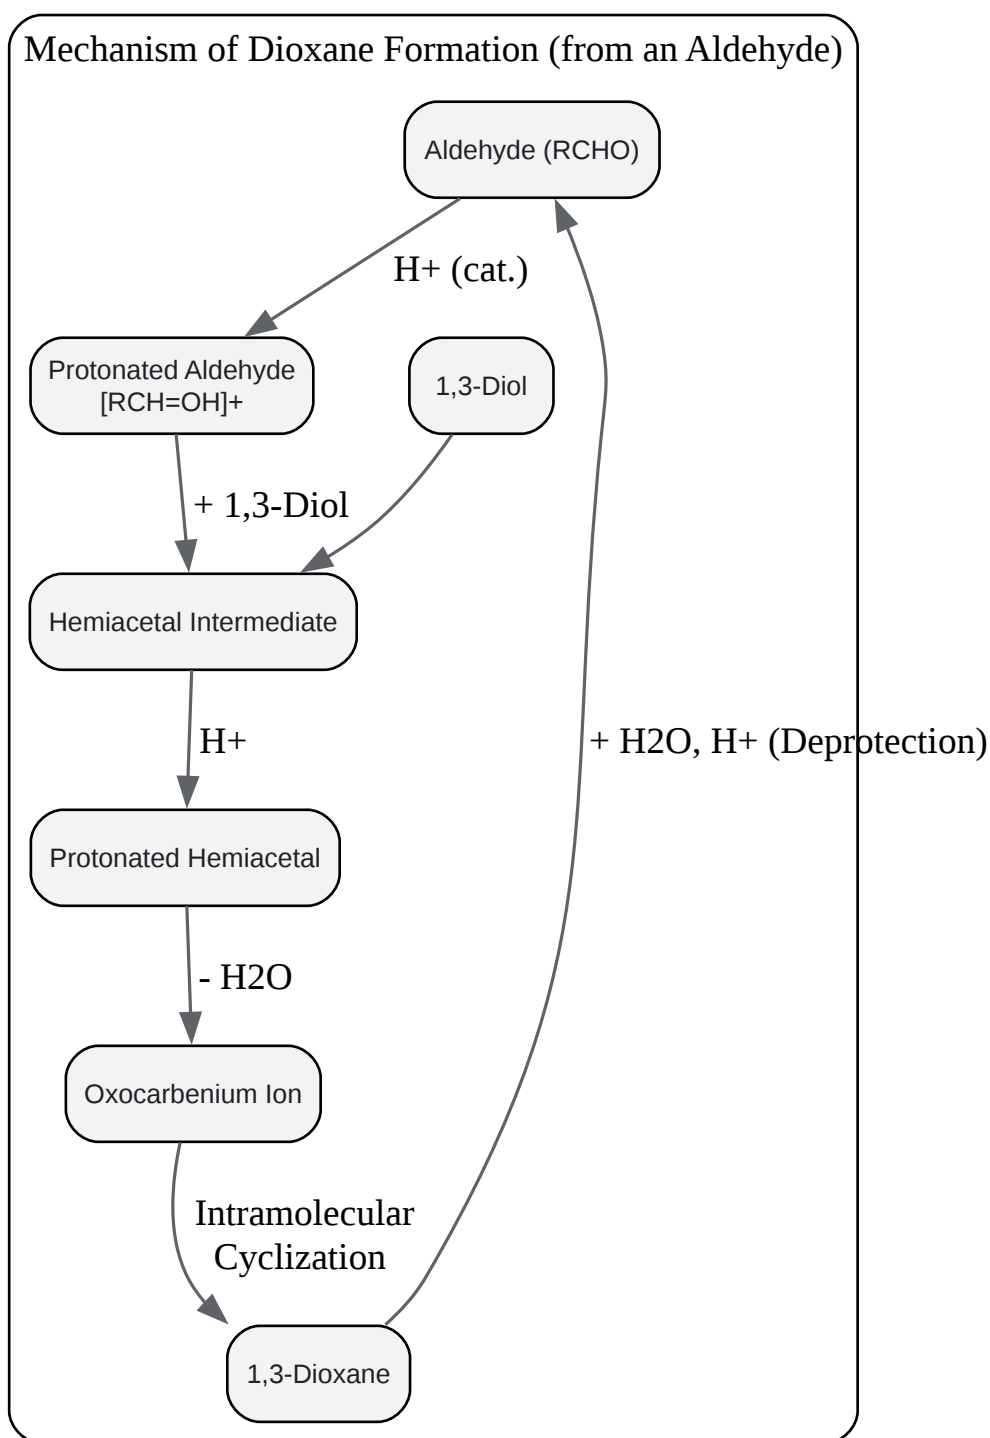 Mechanism of Dioxane Formation (from an Aldehyde)
Aldehyde (RCHO)
H+ (cat.)
Protonated Aldehyde
[RCH=OH]+
1,3-Diol
+ 1,3-Diol
Hemiacetal Intermediate
H+
+ H2O, H+ (Deprotection)
Protonated Hemiacetal
- H2O
Oxocarbenium Ion
Intramolecular
Cyclization
1,3-Dioxane